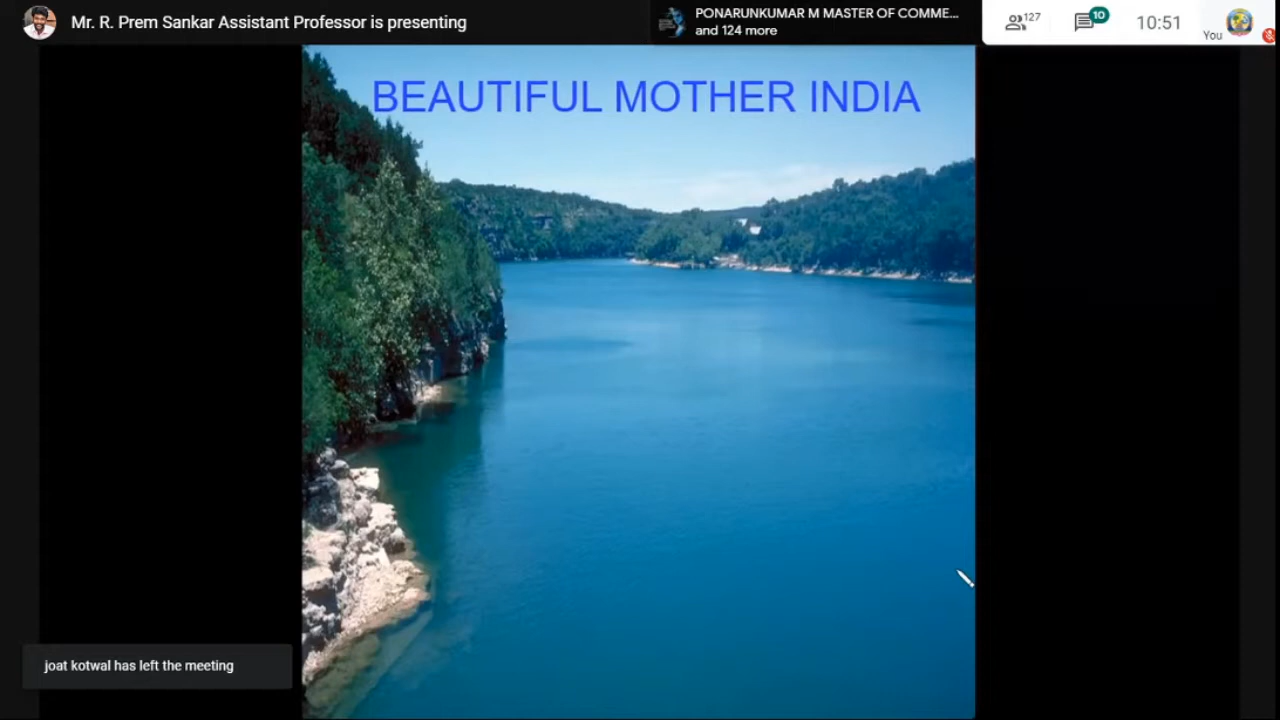 Mr. R. Prem Sankar Assistant Professor is presenting
PONARUNKUMAR M MASTER OF COMME...
and 124 more
127
10
10:51
You
BEAUTIFUL MOTHER INDIA
joat kotwal has left the meeting